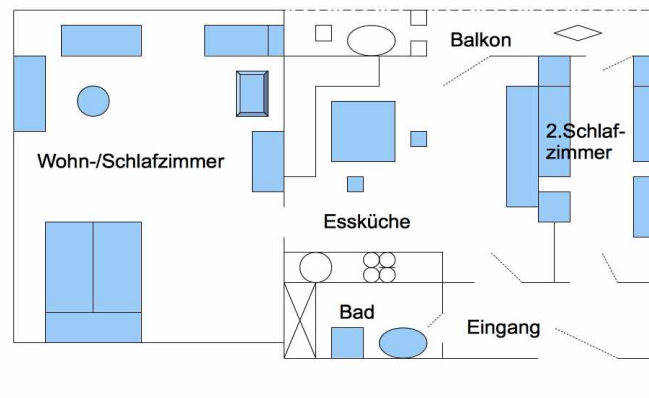 Balkon
2.Schlaf-
zimmer
Wohn-/Schlafzimmer
Essküche
Bad
Eingang